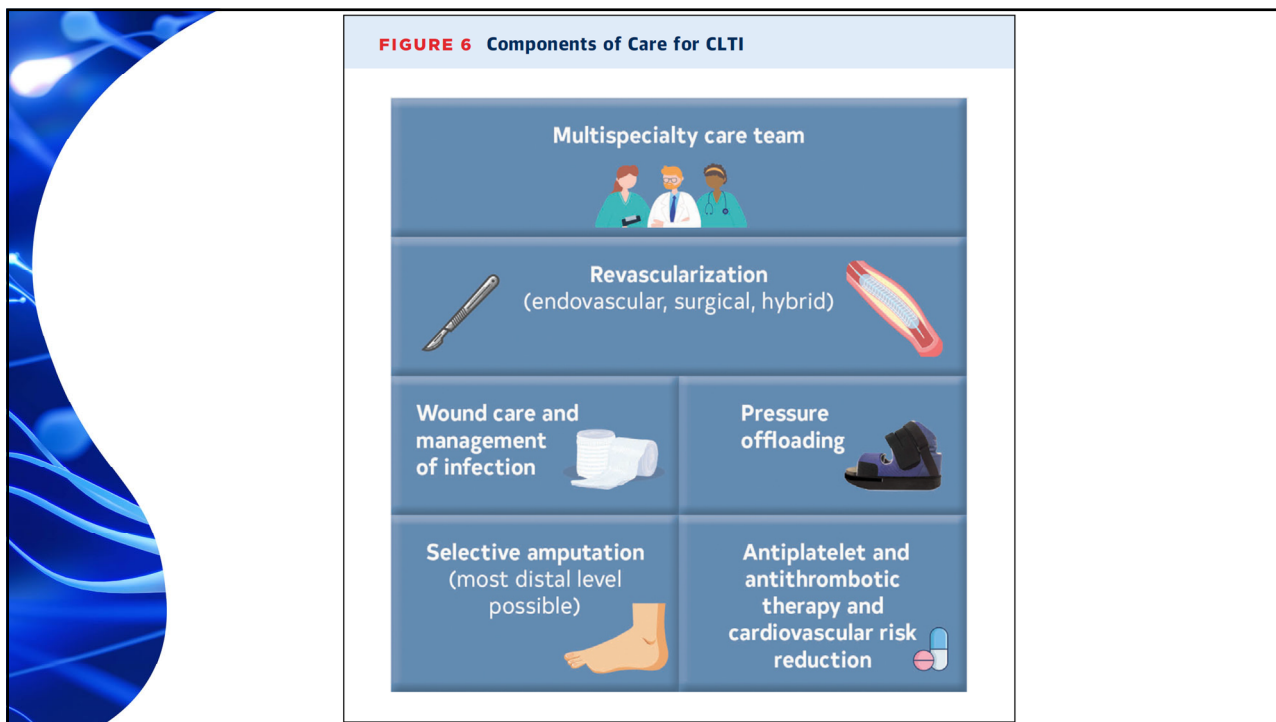 FIGURE 6 Components of Care for CLTI
Multispecialty care team
Revascularization
(endovascular, surgical, hybrid)
Wound care and
management
of infection
Pressure
offloading
Selective amputation
(most distal level
possible)
Antiplatelet and
antithrombotic
therapy and
cardiovascular risk
reduction